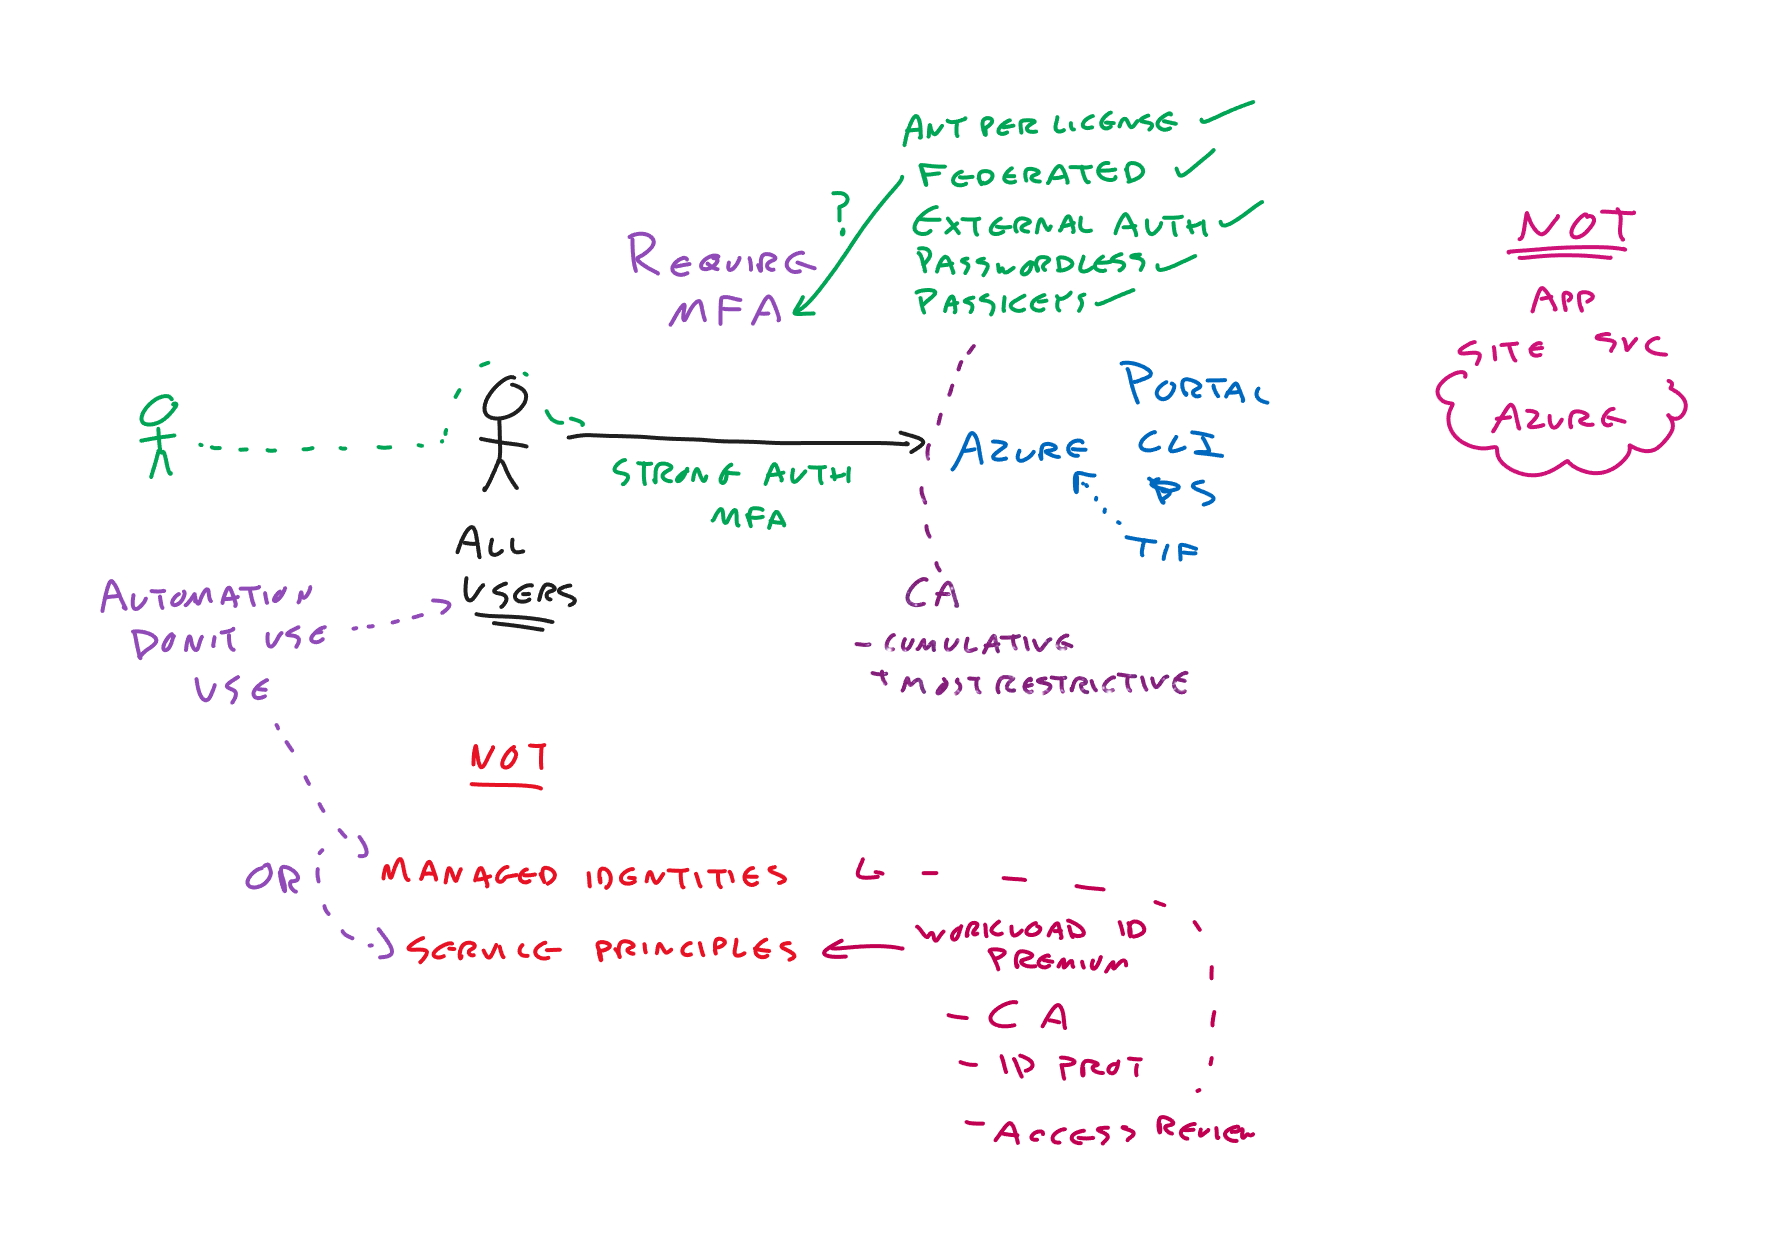 ANT PER LICENSE
FEDERATED
EXTERNAL AUTH
PASSWORDLESS
PASSKEYS
?
REQUIRE
MFA
NOT
APP
SITE SVC
AZURE
PORTAL
AZURE CLI
PS
TIF
STRONG AUTH
MFA
ALL
USERS
AUTOMATION
DON'T USE
USE
CA
- CUMULATIVE
+ MOST RESTRICTIVE
NOT
OR
MANAGED IDENTITIES
SERVICE PRINCIPLES
WORKLOAD ID
PREMIUM
- CA
- ID PROT
- ACCESS REVIEW